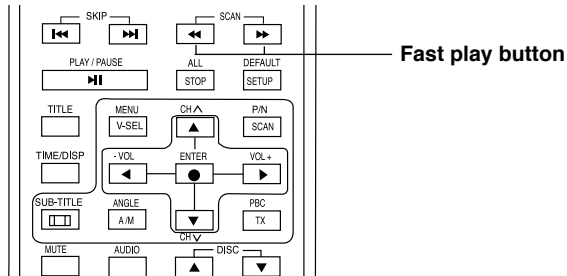 SKIP SCAN
Fast play button
PLAY / PAUSE ALL DEFAULT
STOP SETUP
TITLE MENU CH P/N
V-SEL SCAN
TIME/DISP - VOL ENTER VOL +
SUB-TITLE ANGLE PBC
A/M TX
CH
MUTE AUDIO DISC